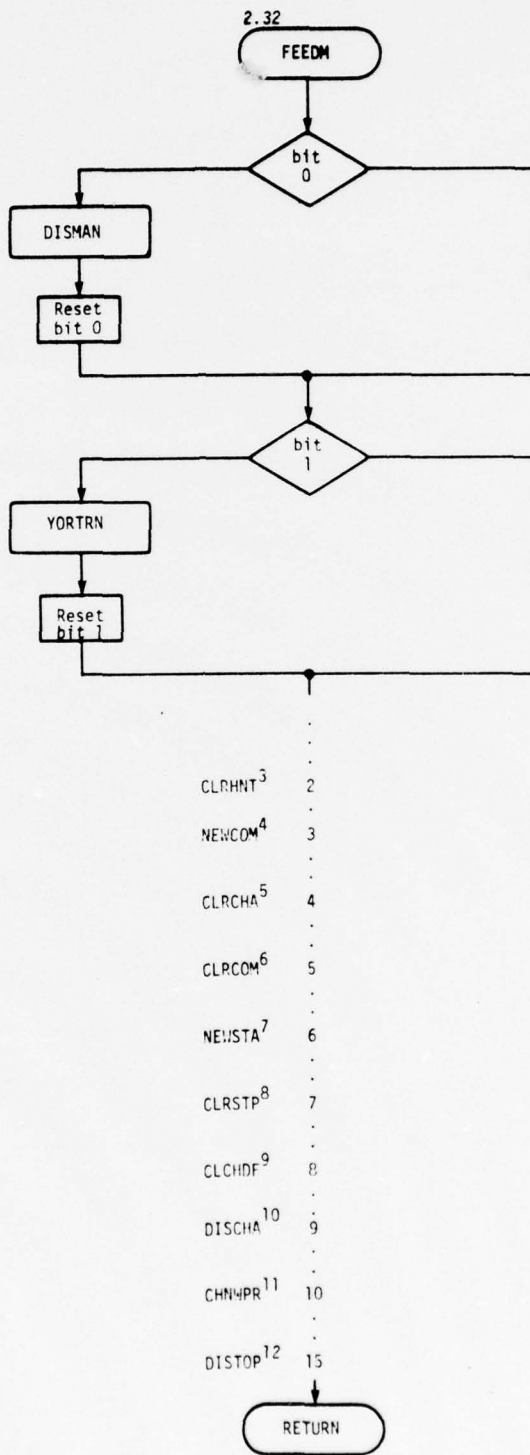 2.32
FEEDM
bit
0
DISMAN
Reset
bit 0
bit
1
YORTRN
Reset
bit 1
CLRHNT3 2
NEWCOM4 3
CLRCHA5 4
CLRCOM6 5
NEWSTA7 6
CLRSTP8 7
CLCHDF9 8
DISCHA10 9
CHNWPR11 10
DISTOP12 15
RETURN